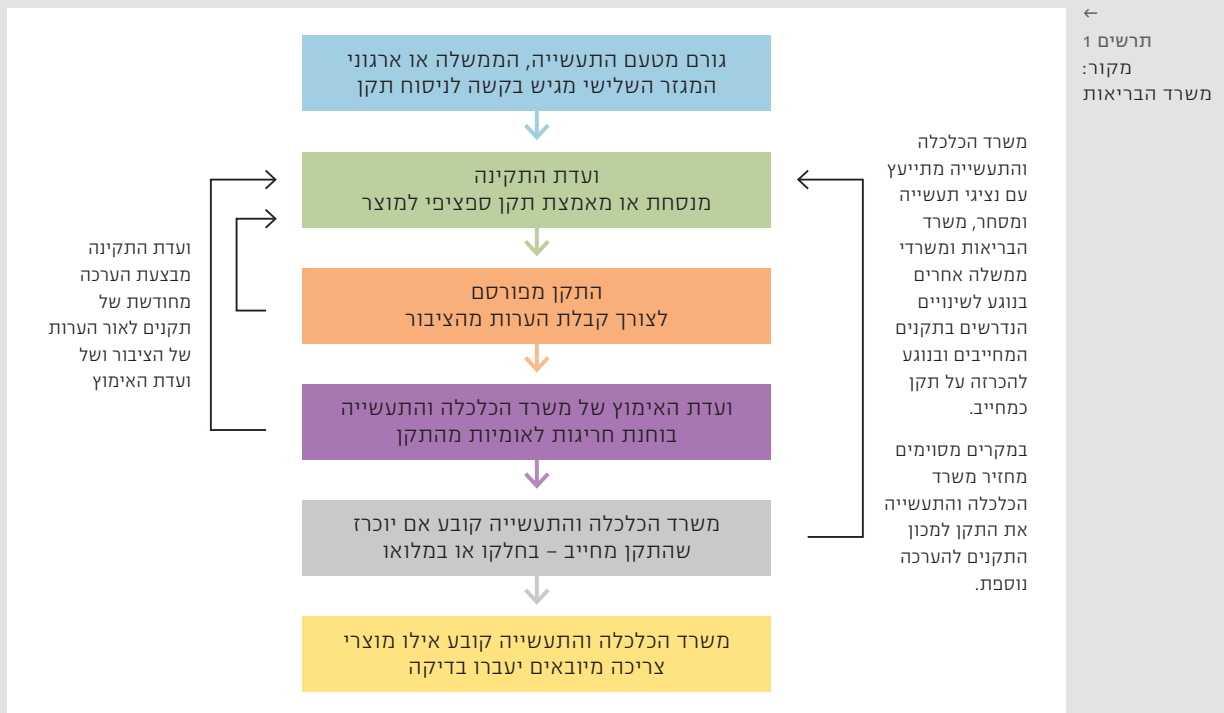 ←
תרשים 1
מקור:
משרד הבריאות
גורם מטעם התעשייה, הממשלה או ארגוני
המגזר השלישי מגיש בקשה לניסוח תקן
ועדת התקינה
מנסחת או מאמצת תקן ספציפי למוצר
התקן מפורסם
לצורך קבלת הערות מהציבור
ועדת האימוץ של משרד הכלכלה והתעשייה
בוחנת חריגות לאומיות מהתקן
משרד הכלכלה והתעשייה קובע אם יוכרז
שהתקן מחייב – בחלקו או במלואו
משרד הכלכלה והתעשייה קובע אילו מוצרי
צריכה מיובאים יעברו בדיקה
משרד הכלכלה
והתעשייה מתייעץ
עם נציגי תעשייה
ומסחר, משרד
הבריאות ומשרדי
ממשלה אחרים
בנוגע לשינויים
הנדרשים בתקנים
המחייבים ובנוגע
להכרזה על תקן
כמחייב.
במקרים מסוימים
מחזיר משרד
הכלכלה והתעשייה
את התקן למכון
התקנים להערכה
נוספת.
ועדת התקינה
מבצעת הערכה
מחודשת של
תקנים לאור הערות
של הציבור ושל
ועדת האימוץ